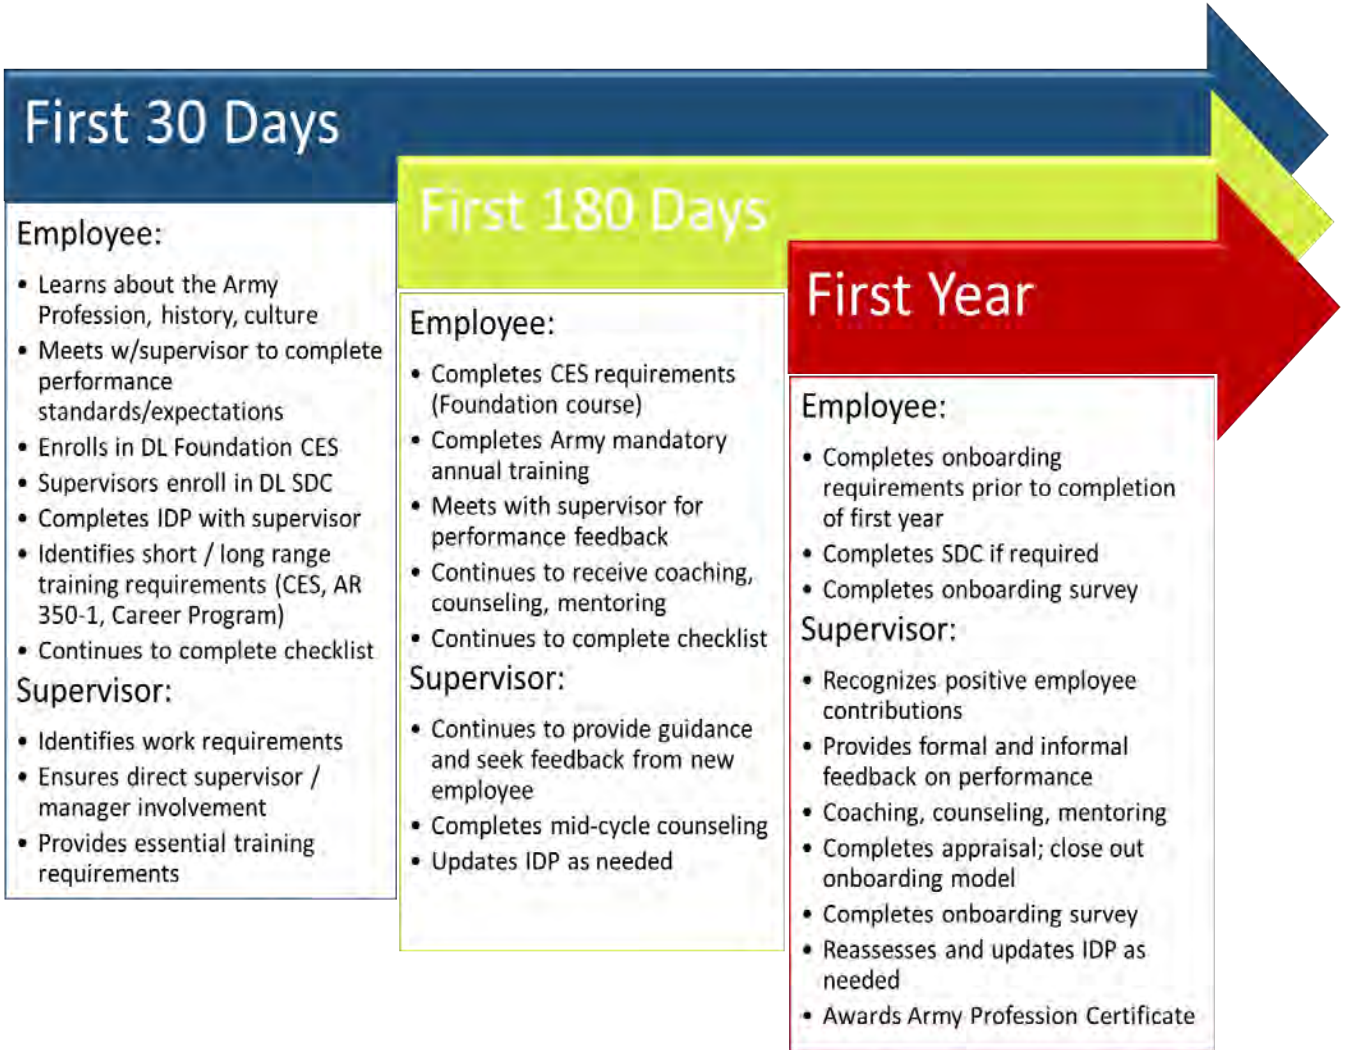 First 30 Days
Employee:
• Learns about the Army
Profession, history, culture
• Meets w/supervisor to complete
performance
standards/expectations
• Enrolls in DL Foundation CES
• Supervisors enroll in DL SDC
• Completes IDP with supervisor
• Identifies short / long range
training requirements (CES, AR
350-1, Career Program)
• Continues to complete checklist
Supervisor:
• Identifies work requirements
• Ensures direct supervisor /
manager involvement
• Provides essential training
requirements
First 180 Days
Employee:
• Completes CES requirements
(Foundation course)
• Completes Army mandatory
annual training
• Meets with supervisor for
performance feedback
• Continues to receive coaching,
counseling, mentoring
• Continues to complete checklist
Supervisor:
• Continues to provide guidance
and seek feedback from new
employee
• Completes mid-cycle counseling
• Updates IDP as needed
First Year
Employee:
• Completes onboarding
requirements prior to completion
of first year
• Completes SDC if required
• Completes onboarding survey
Supervisor:
• Recognizes positive employee
contributions
• Provides formal and informal
feedback on performance
• Coaching, counseling, mentoring
• Completes appraisal; close out
onboarding model
• Completes onboarding survey
• Reassesses and updates IDP as
needed
• Awards Army Profession Certificate